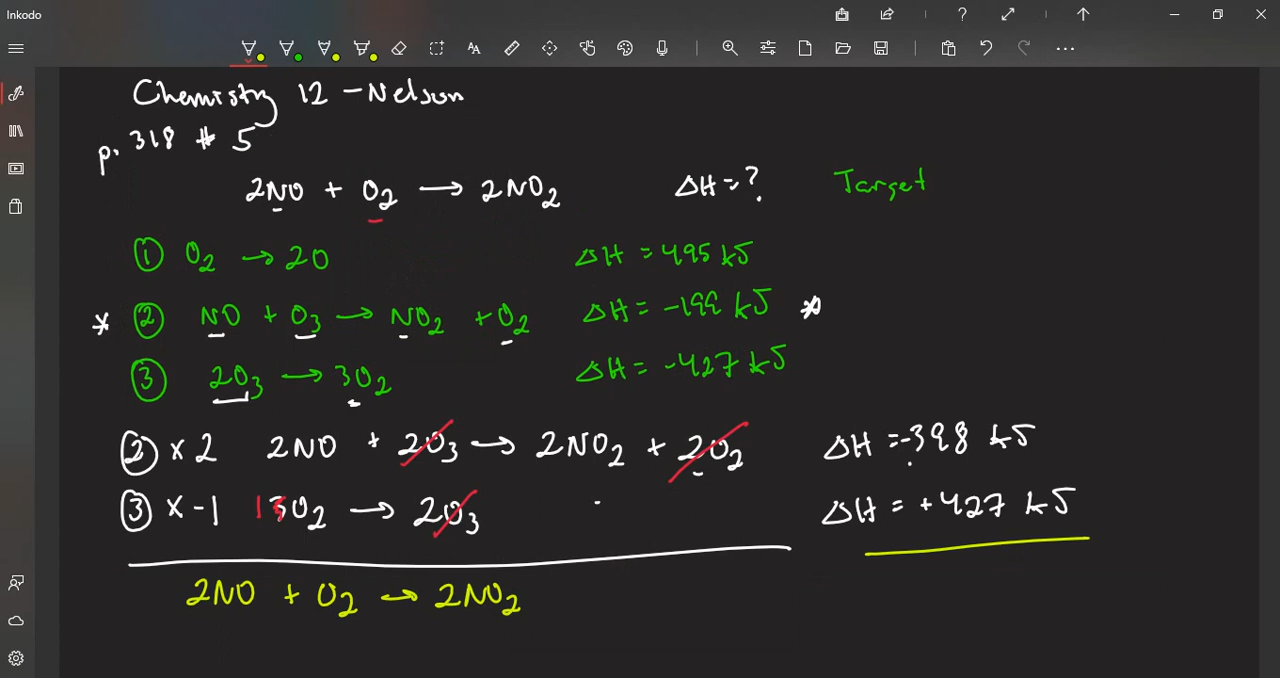 Inkodo
Chemistry 12 - Nelson
p. 318 # 5
2NO + O₂ → 2NO₂ ΔH = ? Target
① O₂ → 2O ΔH = 495 kJ
* ② NO + O₃ → NO₂ + O₂ ΔH = -199 kJ *
③ 2O₃ → 3O₂ ΔH = -427 kJ
② x 2 2NO + 2O₃ → 2NO₂ + 2O₂ ΔH = -398 kJ
③ x -1 1 3O₂ → 2O₃ ΔH = +427 kJ
2NO + O₂ → 2NO₂